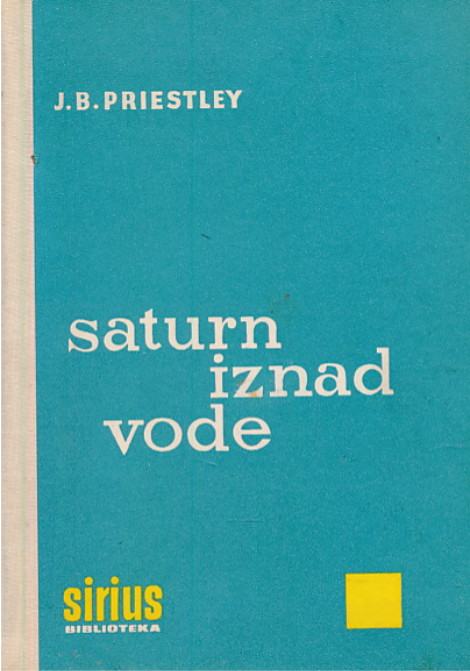 J.B.PRIESTLEY
saturn
iznad
vode
sirius
BIBLIOTEKA